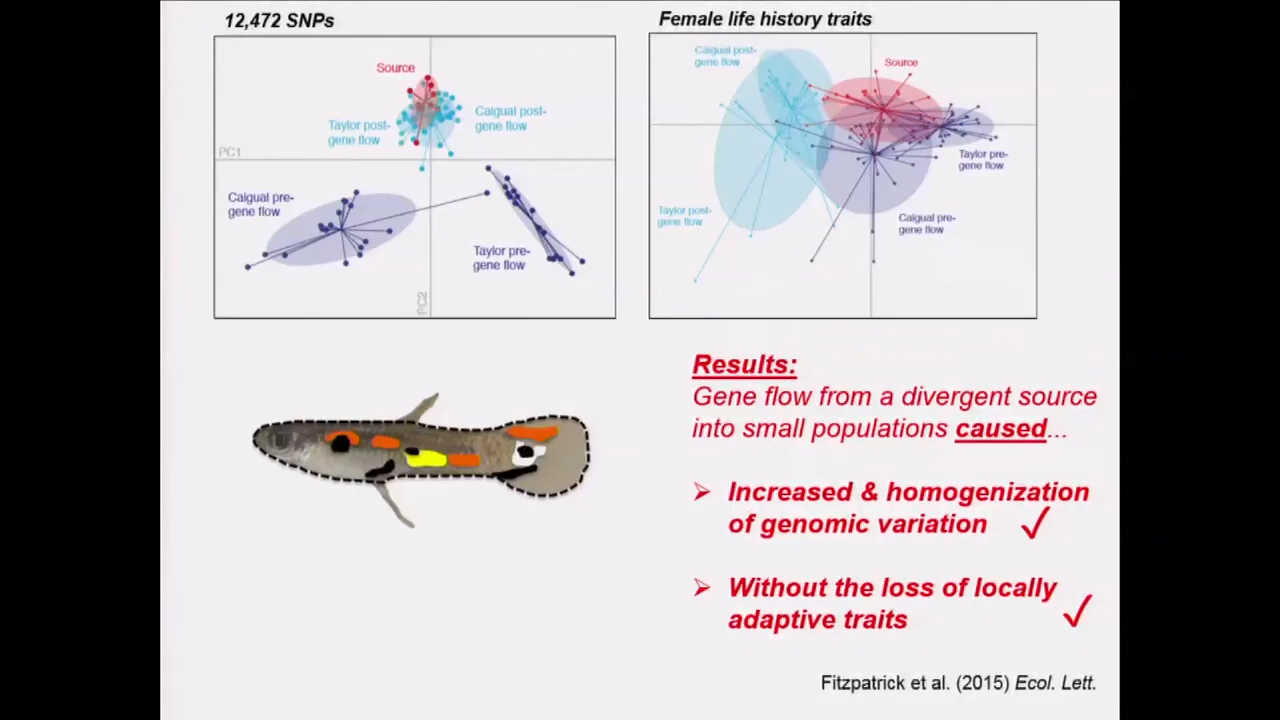 12,472 SNPs
Source
Taylor post-
gene flow
Caigual post-
gene flow
PC1
Caigual pre-
gene flow
Taylor pre-
gene flow
PC2
Female life history traits
Caigual post-
gene flow
Source
Taylor pre-
gene flow
Taylor post-
gene flow
Caigual pre-
gene flow
Results:
Gene flow from a divergent source
into small populations caused...
➢ Increased & homogenization
of genomic variation ✓
➢ Without the loss of locally
adaptive traits ✓
Fitzpatrick et al. (2015) Ecol. Lett.